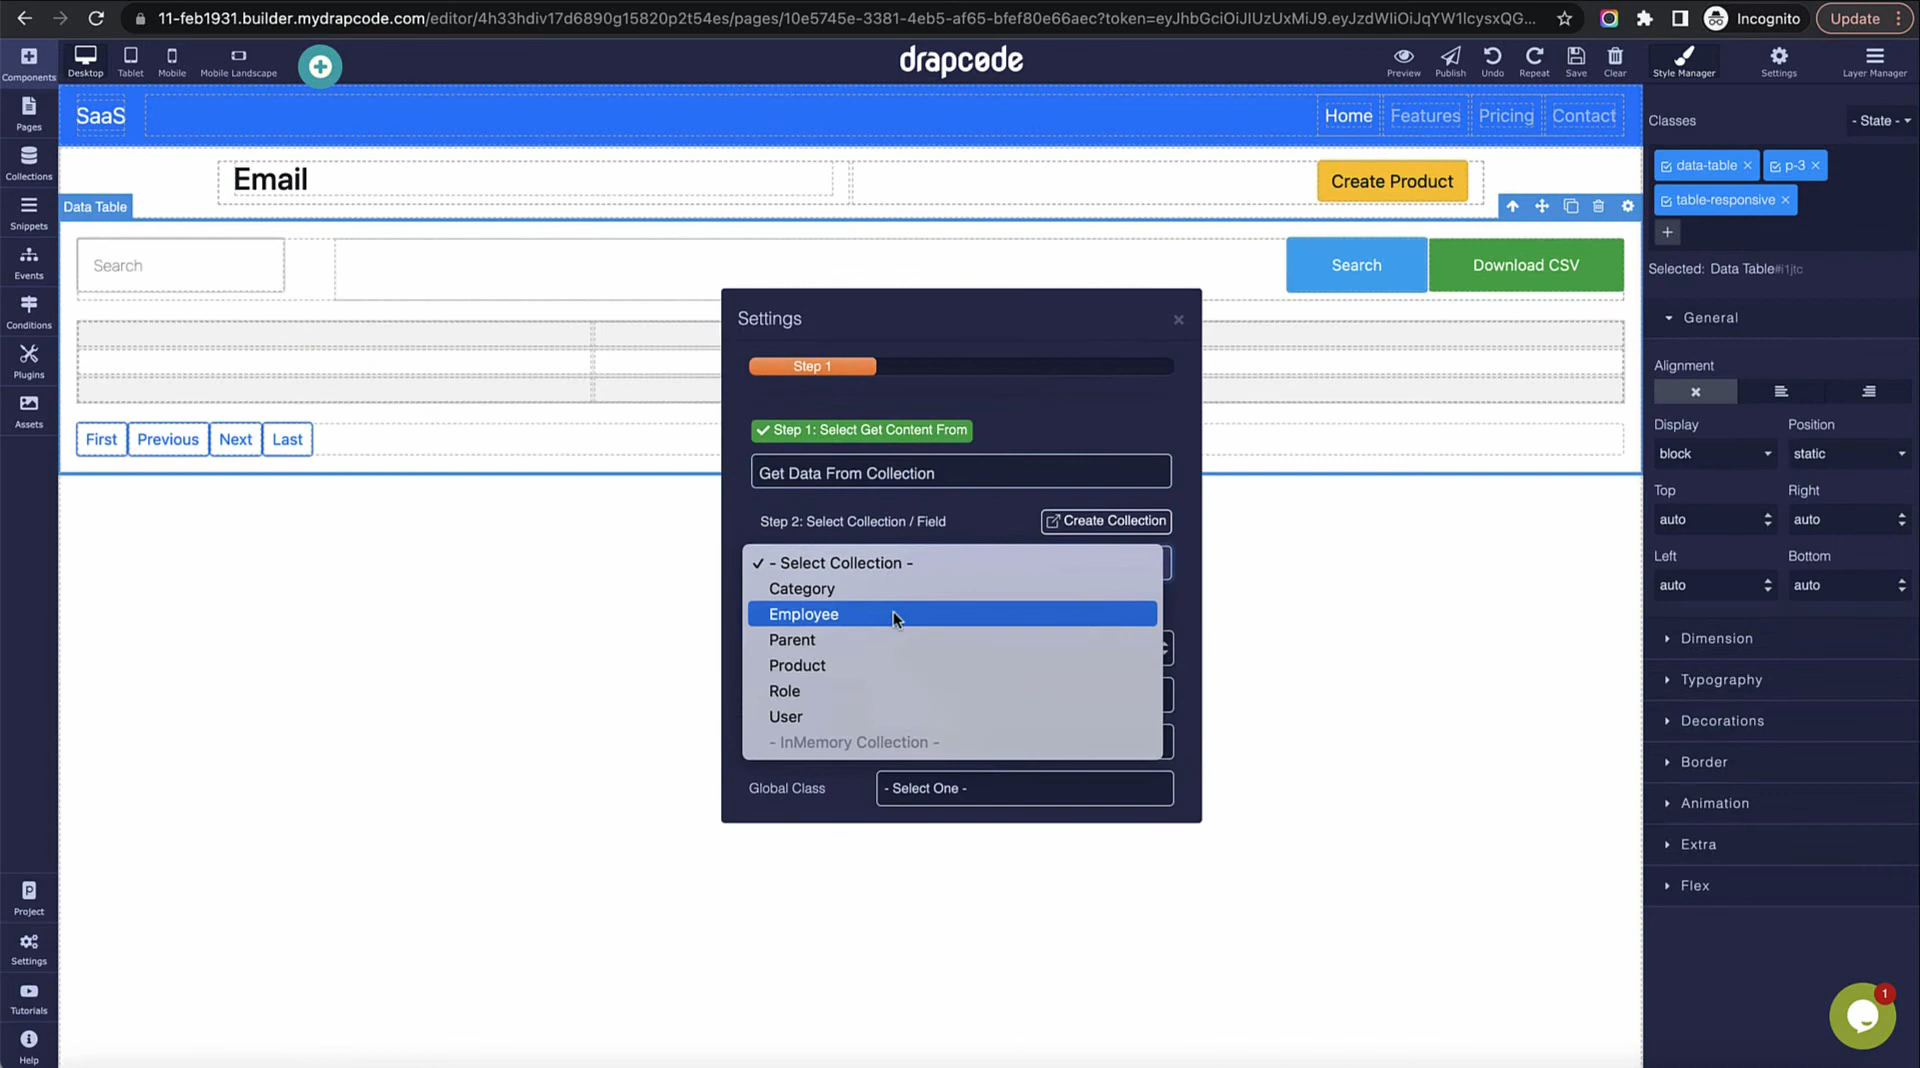 11-feb1931.builder.mydrapcode.com/editor/4h33hdiv17d6890g15820p2t54es/pages/10e5745e-3381-4eb5-af65-bfef80e66aec?token=eyJhbGciOiJIUzUxMiJ9.eyJzdWIiOiJqYW1lcysxQG...
Incognito
Update
Components
Desktop
Tablet
Mobile
Mobile Landscape
drapcode
Preview
Publish
Undo
Repeat
Save
Clear
Style Manager
Settings
Layer Manager
Pages
Collections
Snippets
Events
Conditions
Plugins
Assets
Project
Settings
Tutorials
Help
SaaS
Home
Features
Pricing
Contact
Email
Create Product
Data Table
Search
Search
Download CSV
First
Previous
Next
Last
Settings
Step 1
Step 1: Select Get Content From
Get Data From Collection
Step 2: Select Collection / Field
Create Collection
- Select Collection -
Category
Employee
Parent
Product
Role
User
- InMemory Collection -
Global Class
- Select One -
Classes
- State -
data-table
p-3
table-responsive
Selected: Data Table#i1jtc
General
Alignment
Display
Position
block
static
Top
Right
auto
auto
Left
Bottom
auto
auto
Dimension
Typography
Decorations
Border
Animation
Extra
Flex
1